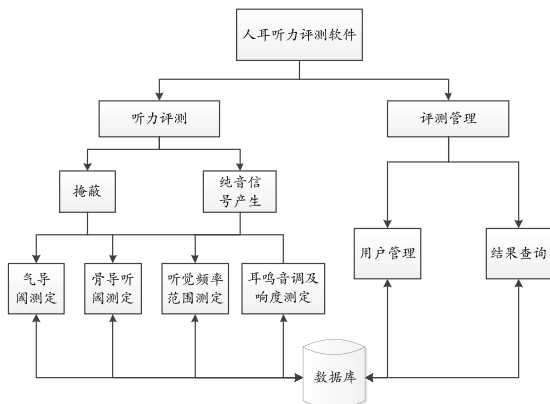 人耳听力评测软件
听力评测
评测管理
掩蔽
纯音信
号产生
用户管理
结果查询
气导
阈测定
骨导听
阈测定
听觉频率
范围测定
耳鸣音调及
响度测定
数据库